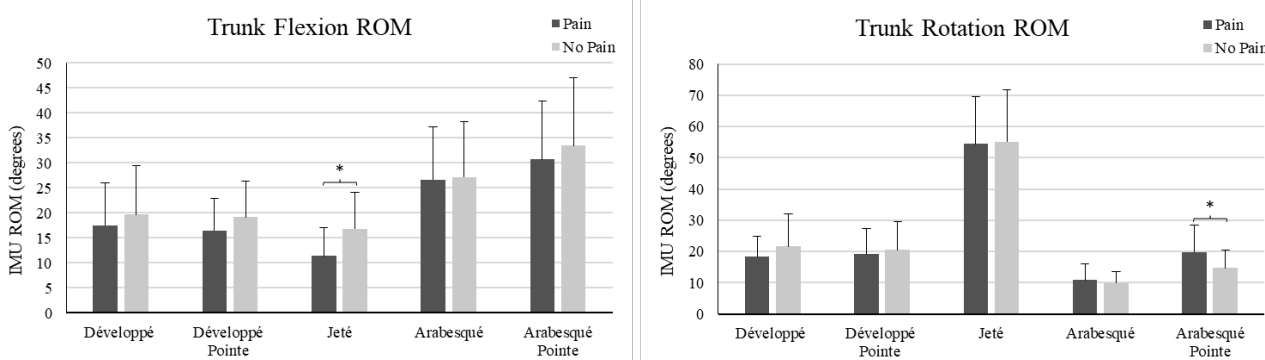 Trunk Flexion ROM
Pain
No Pain
IMU ROM (degrees)
50
45
40
35
30
25
20
15
10
5
0
*
Développé
Développé
Pointe
Jeté
Arabesqué
Arabesqué
Pointe
Trunk Rotation ROM
Pain
No Pain
IMU ROM (degrees)
80
70
60
50
40
30
20
10
0
*
Développé
Développé
Pointe
Jeté
Arabesqué
Arabesqué
Pointe